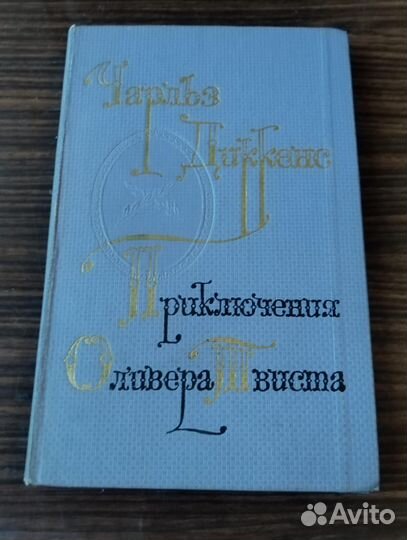 Чарльз
Диккенс
Приключения
Оливера Твиста
Avito